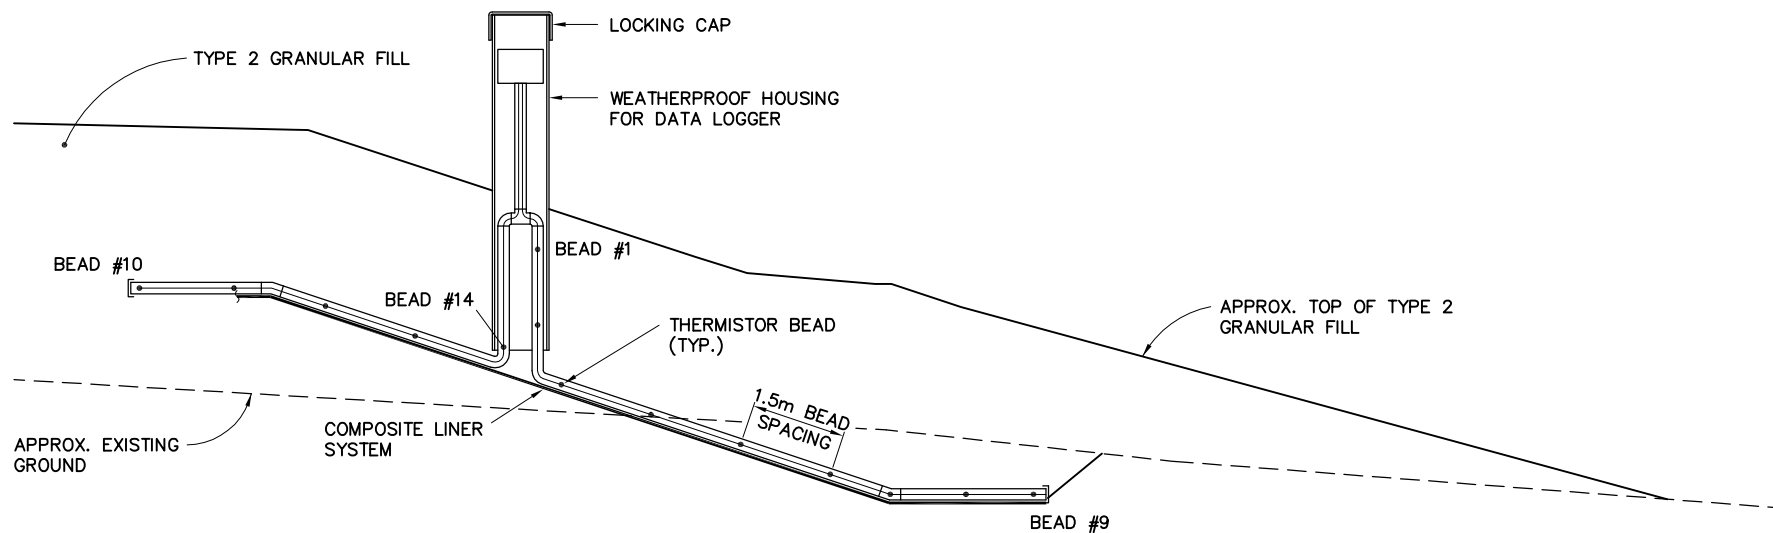 LOCKING CAP
TYPE 2 GRANULAR FILL
WEATHERPROOF HOUSING
FOR DATA LOGGER
BEAD #1
BEAD #10
BEAD #14
THERMISTOR BEAD
(TYP.)
APPROX. TOP OF TYPE 2
GRANULAR FILL
1.5m BEAD
SPACING
COMPOSITE LINER
SYSTEM
APPROX. EXISTING
GROUND
BEAD #9